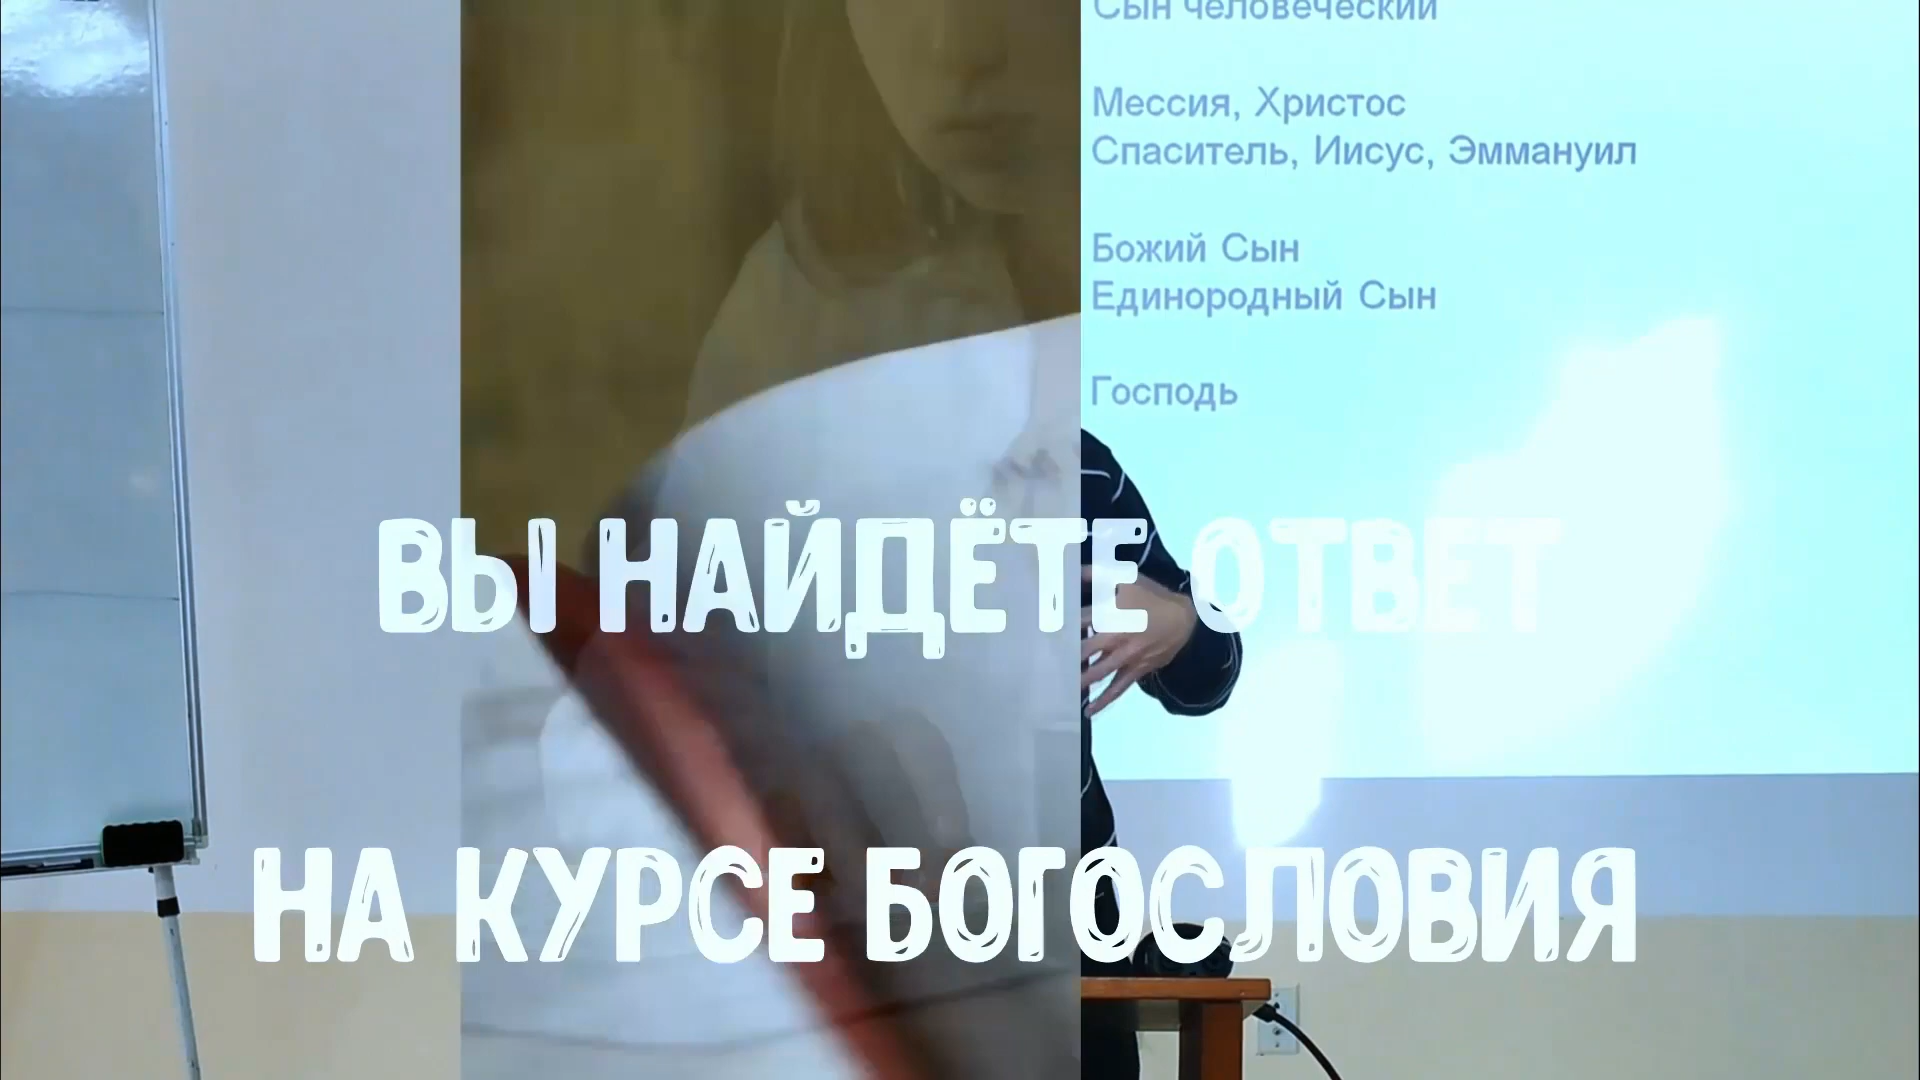 Сын человеческий
Мессия, Христос
Спаситель, Иисус, Эммануил
Божий Сын
Единородный Сын
Господь
ВЫ НАЙДЁТЕ ОТВЕТ
НА КУРСЕ БОГОСЛОВИЯ